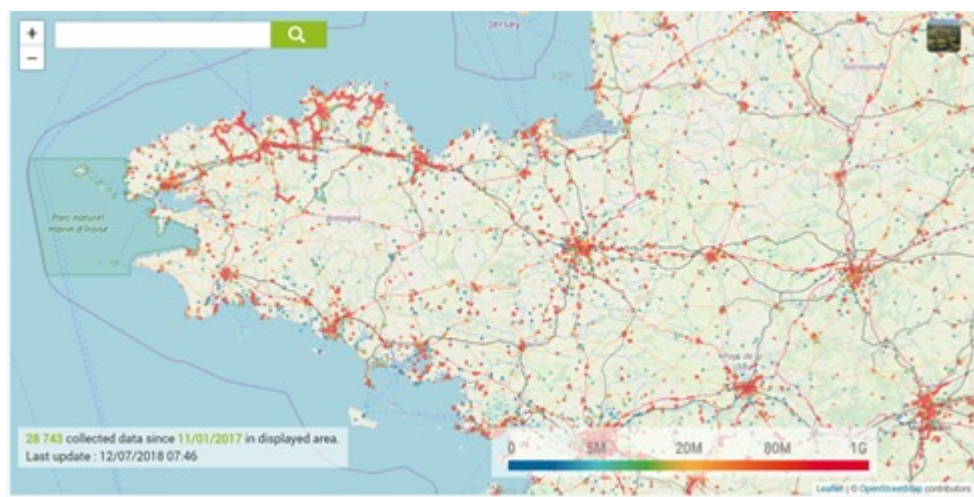 +
Jersey
Normandie
−
Parc naturel
marin d'Iroise
Bretagne
28 743 collected data since 11/01/2017 in displayed area.
Last update : 12/07/2018 07:46
0 5M 20M 80M 1G
Leaflet | © OpenStreetMap contributors